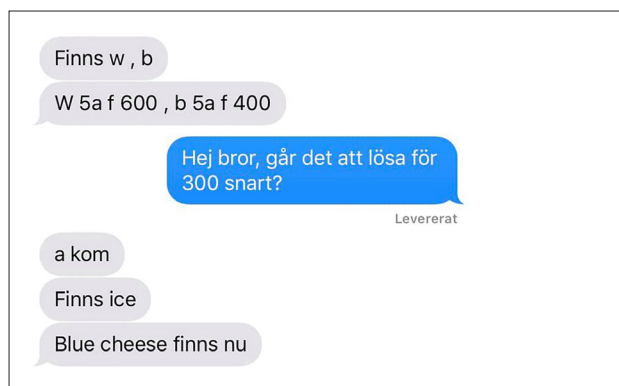 Finns w , b
W 5a f 600 , b 5a f 400
Hej bror, går det att lösa för
300 snart?
Levererat
a kom
Finns ice
Blue cheese finns nu